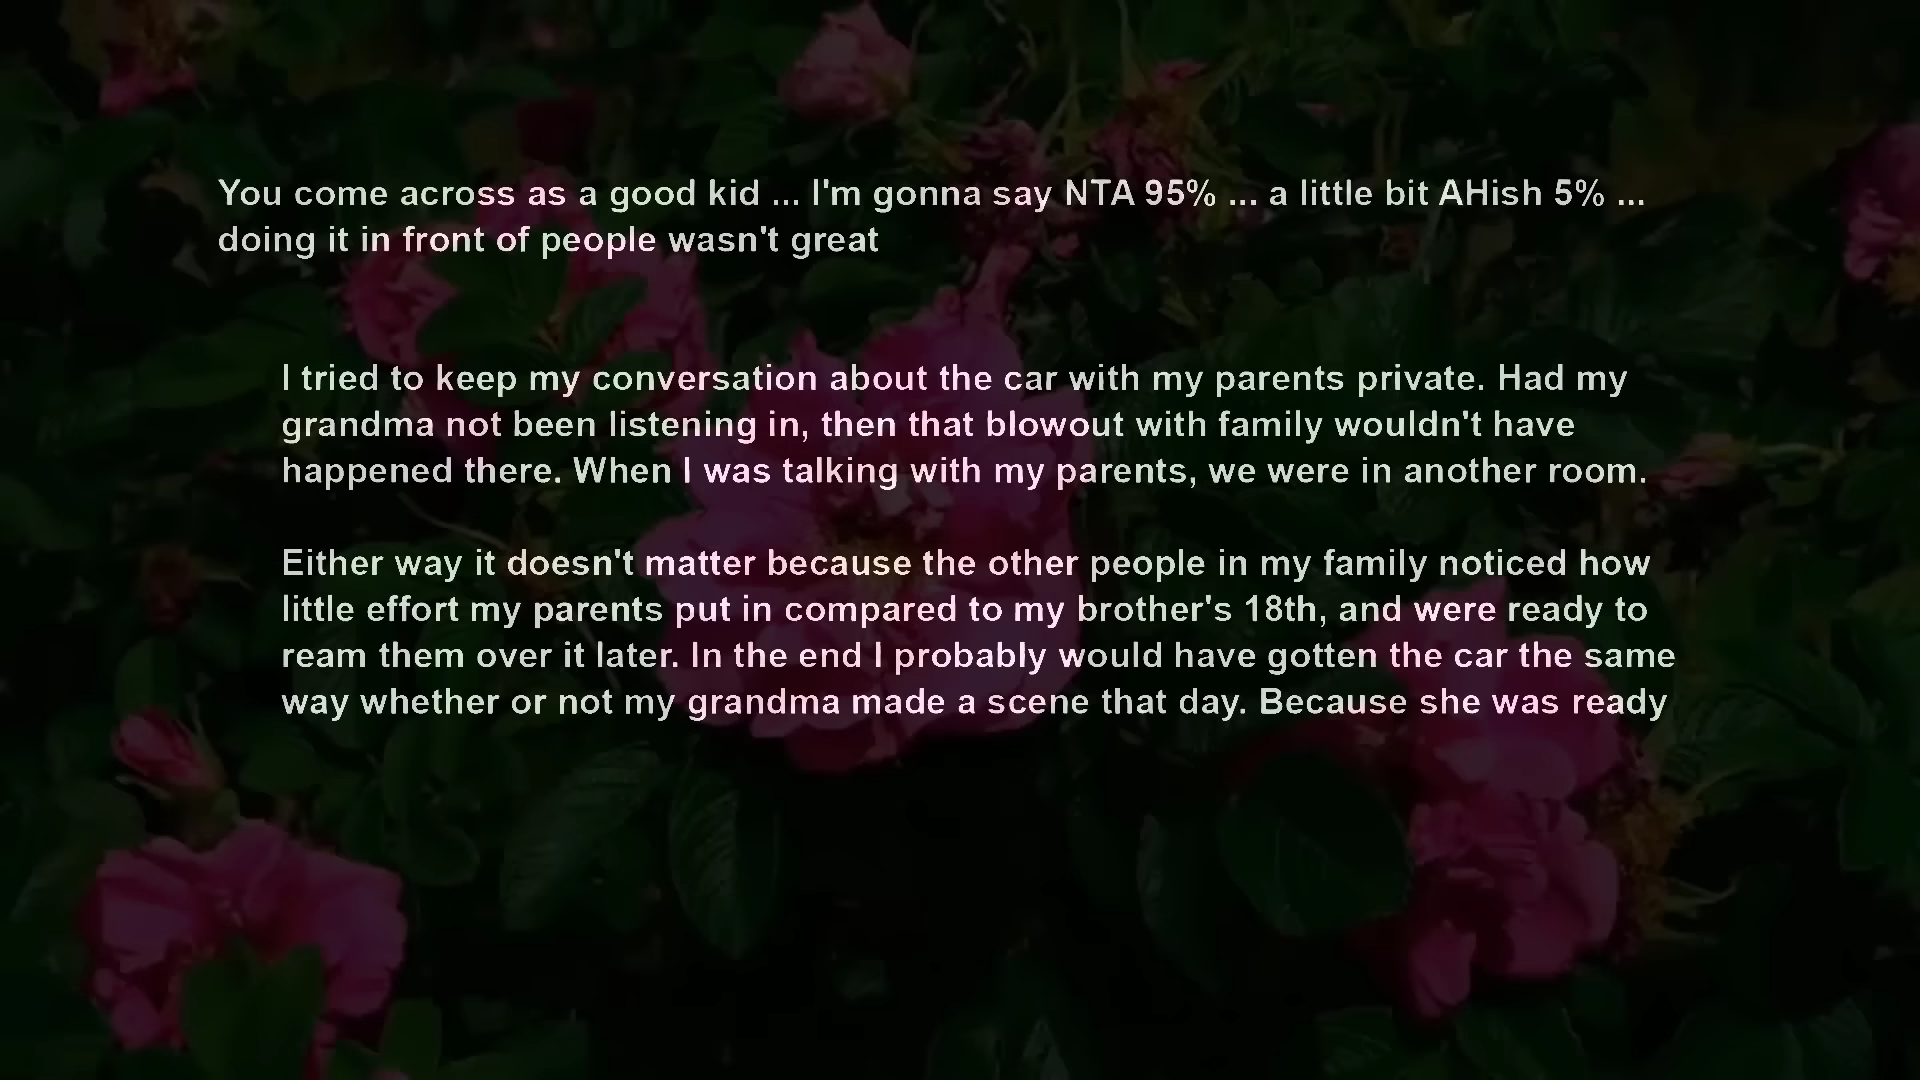 You come across as a good kid ... I'm gonna say NTA 95% ... a little bit AHish 5% ...
doing it in front of people wasn't great
I tried to keep my conversation about the car with my parents private. Had my
grandma not been listening in, then that blowout with family wouldn't have
happened there. When I was talking with my parents, we were in another room.
Either way it doesn't matter because the other people in my family noticed how
little effort my parents put in compared to my brother's 18th, and were ready to
ream them over it later. In the end I probably would have gotten the car the same
way whether or not my grandma made a scene that day. Because she was ready